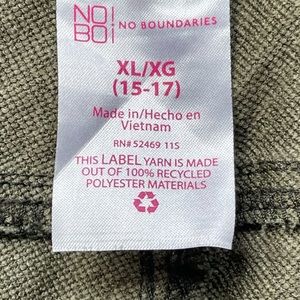 NO!
BO!
NO BOUNDARIES
XL/XG
(15-17)
Made in/Hecho en
Vietnam
RN# 52469 11S
THIS LABEL YARN IS MADE
OUT OF 100% RECYCLED
POLYESTER MATERIALS